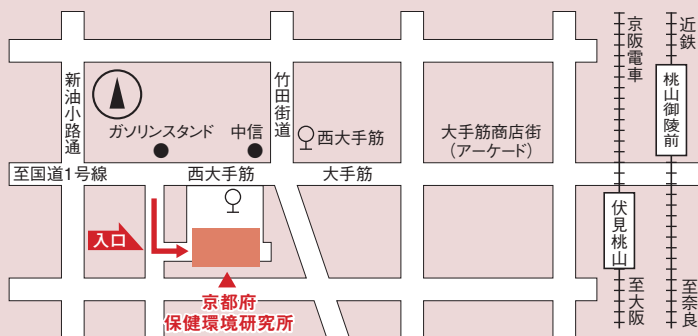 新油小路通
ガソリンスタンド
中信
竹田街道
西大手筋
大手筋商店街
(アーケード)
京阪電車
近鉄
桃山御陵前
至国道1号線
西大手筋
大手筋
入口
伏見桃山
至大阪
至奈良
京都府
保健環境研究所